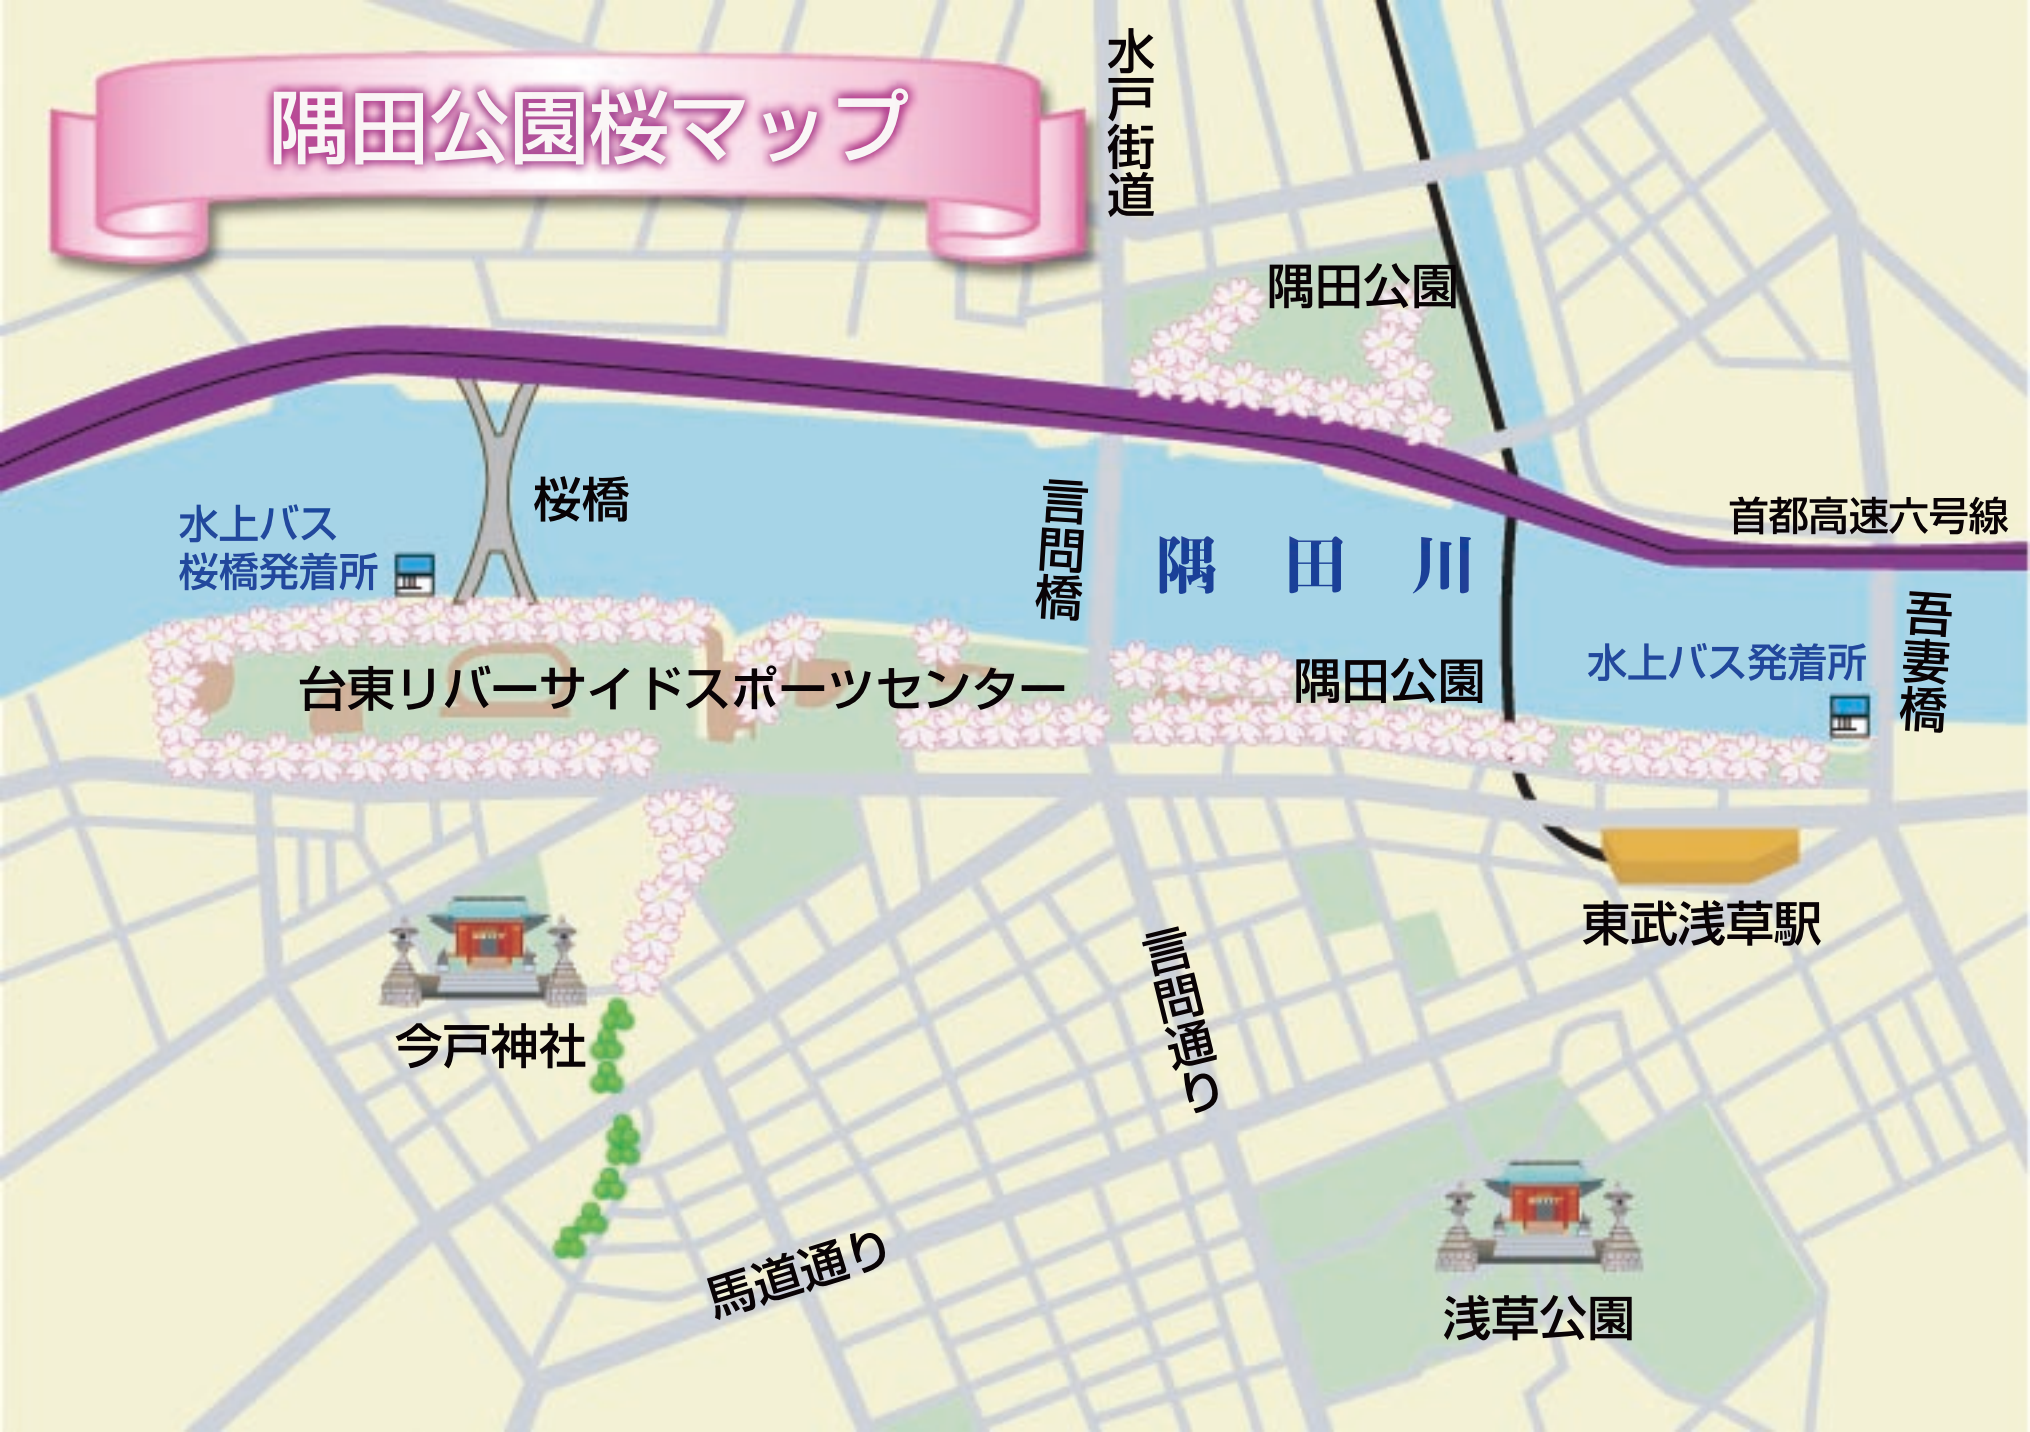 隅田公園桜マップ
水戸街道
隅田公園
桜橋
水上バス
桜橋発着所
言問橋
隅田川
首都高速六号線
吾妻橋
水上バス発着所
隅田公園
台東リバーサイドスポーツセンター
東武浅草駅
言問通り
今戸神社
馬道通り
浅草公園